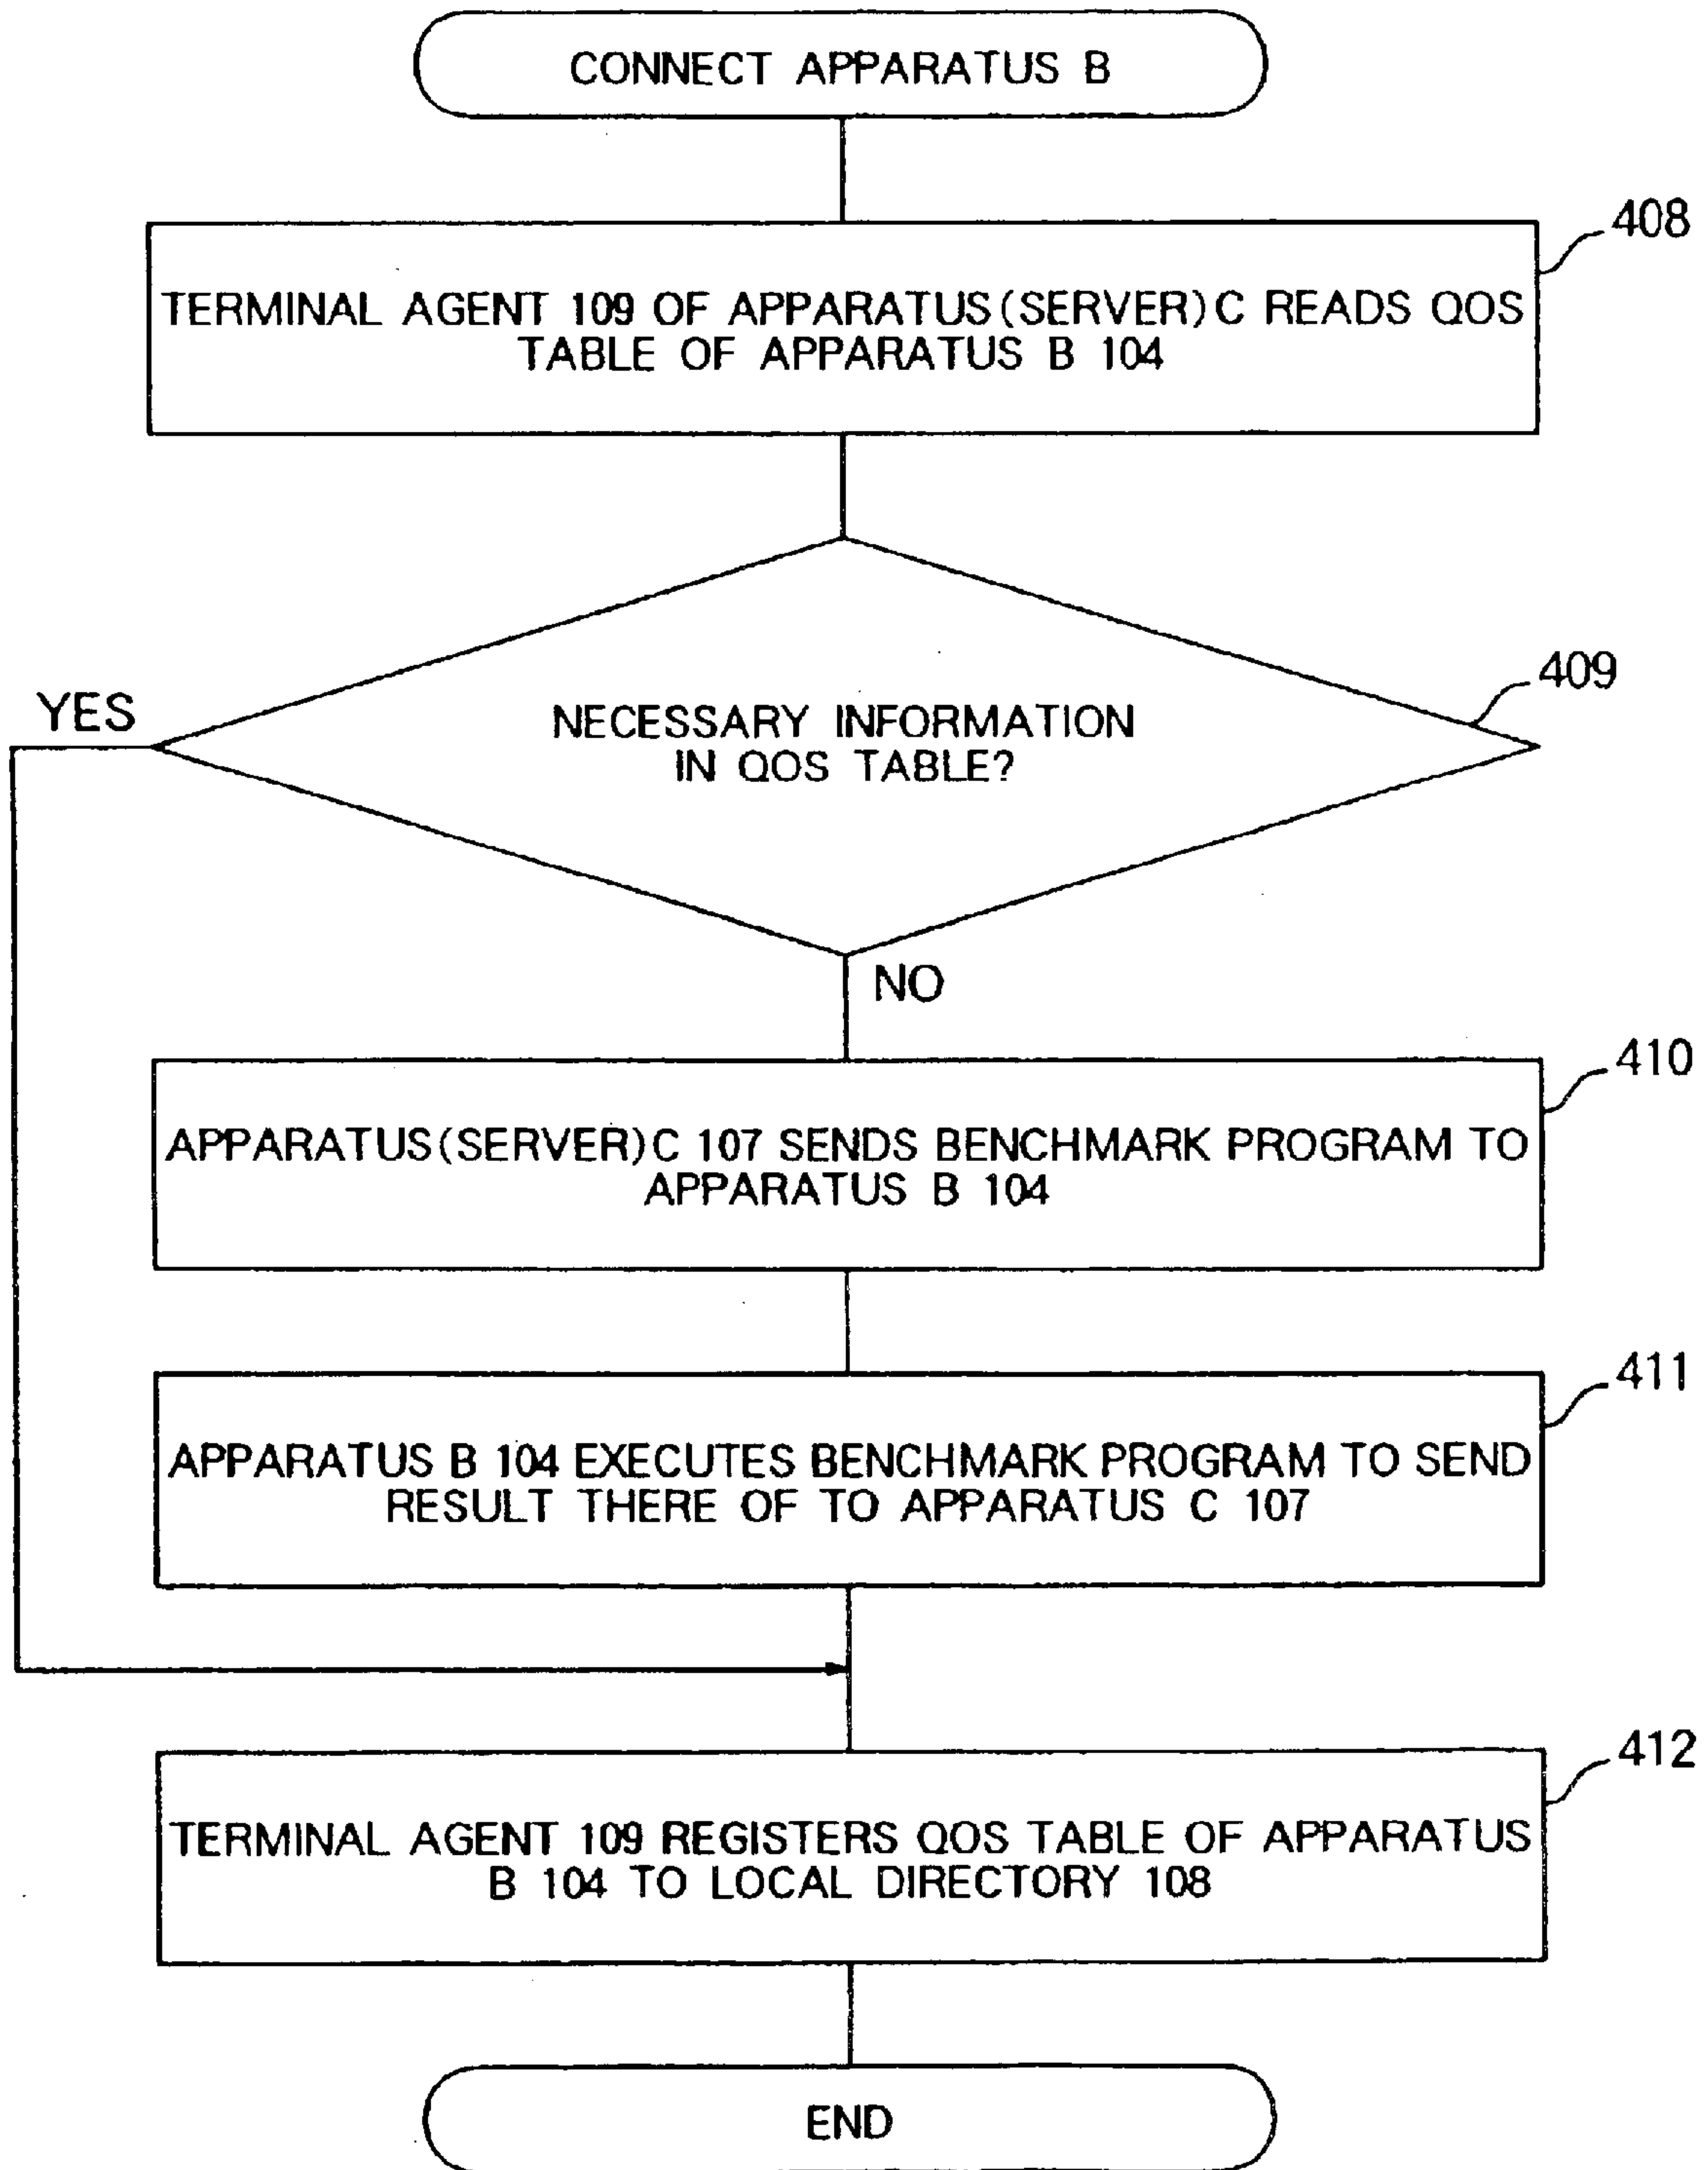 CONNECT APPARATUS B
408
TERMINAL AGENT 109 OF APPARATUS(SERVER)C READS QOS
TABLE OF APPARATUS B 104
409
YES
NECESSARY INFORMATION
IN QOS TABLE?
NO
410
APPARATUS(SERVER)C 107 SENDS BENCHMARK PROGRAM TO
APPARATUS B 104
411
APPARATUS B 104 EXECUTES BENCHMARK PROGRAM TO SEND
RESULT THERE OF TO APPARATUS C 107
412
TERMINAL AGENT 109 REGISTERS QOS TABLE OF APPARATUS
B 104 TO LOCAL DIRECTORY 108
END